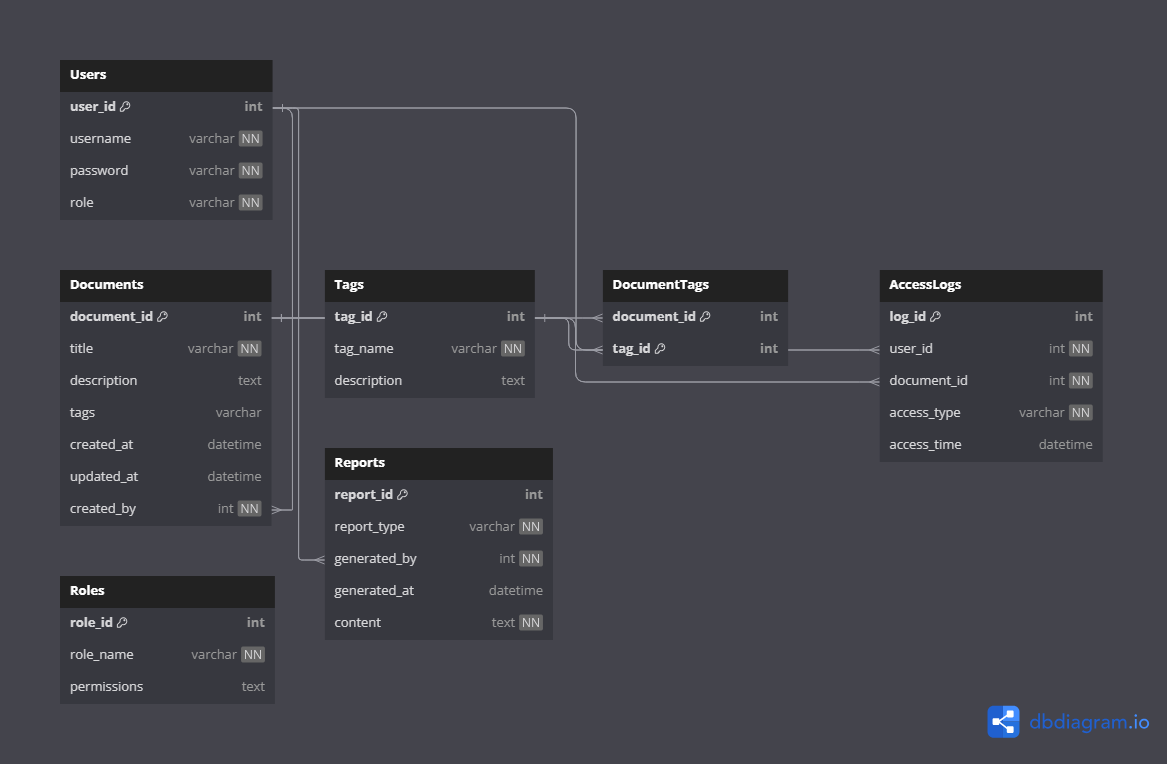 Users
user_id int
username varchar NN
password varchar NN
role varchar NN
Documents
document_id int
title varchar NN
description text
tags varchar
created_at datetime
updated_at datetime
created_by int NN
Tags
tag_id int
tag_name varchar NN
description text
DocumentTags
document_id int
tag_id int
AccessLogs
log_id int
user_id int NN
document_id int NN
access_type varchar NN
access_time datetime
Reports
report_id int
report_type varchar NN
generated_by int NN
generated_at datetime
content text NN
Roles
role_id int
role_name varchar NN
permissions text
dbdiagram.io